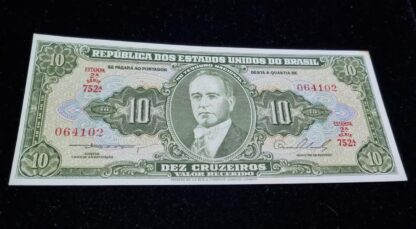 REPÚBLICA DOS ESTADOS UNIDOS DO BRASIL
10
10
ESTAMPA
2ª
SÉRIE
752ª
SE PAGARÁ AO PORTADOR
NO TESOURO NACIONAL
DESTA A QUANTIA DE
064102
ESTAMPA
2ª
SÉRIE
752ª
10
10
064102
10
DEZ CRUZEIROS
VALOR RECEBIDO
10